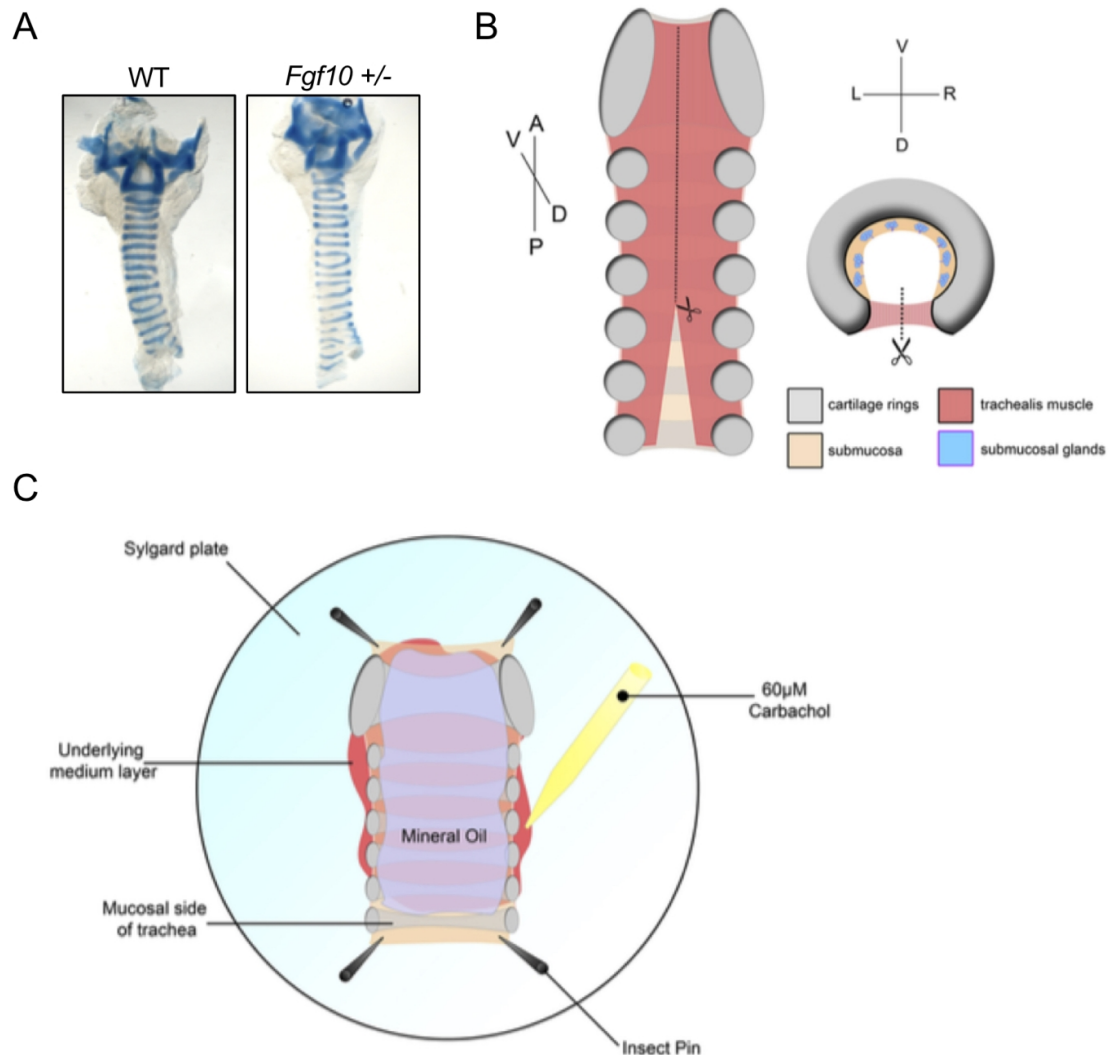 A
WT
Fgf10 +/-
B
A
V
D
P
V
L
R
D
cartilage rings
trachealis muscle
submucosa
submucosal glands
C
Sylgard plate
60µM
Carbachol
Underlying
medium layer
Mineral Oil
Mucosal side
of trachea
Insect Pin